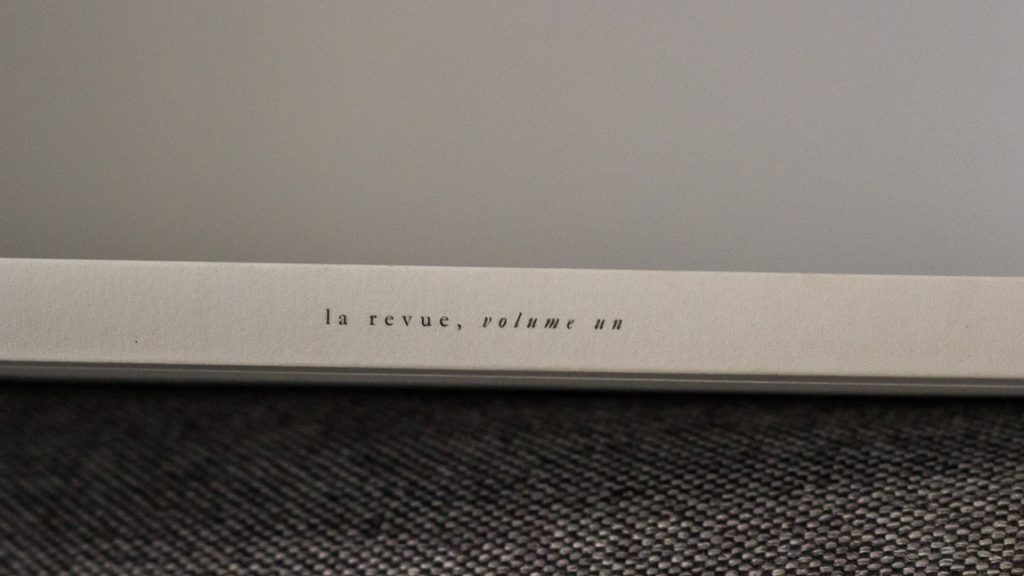 la revue, volume un